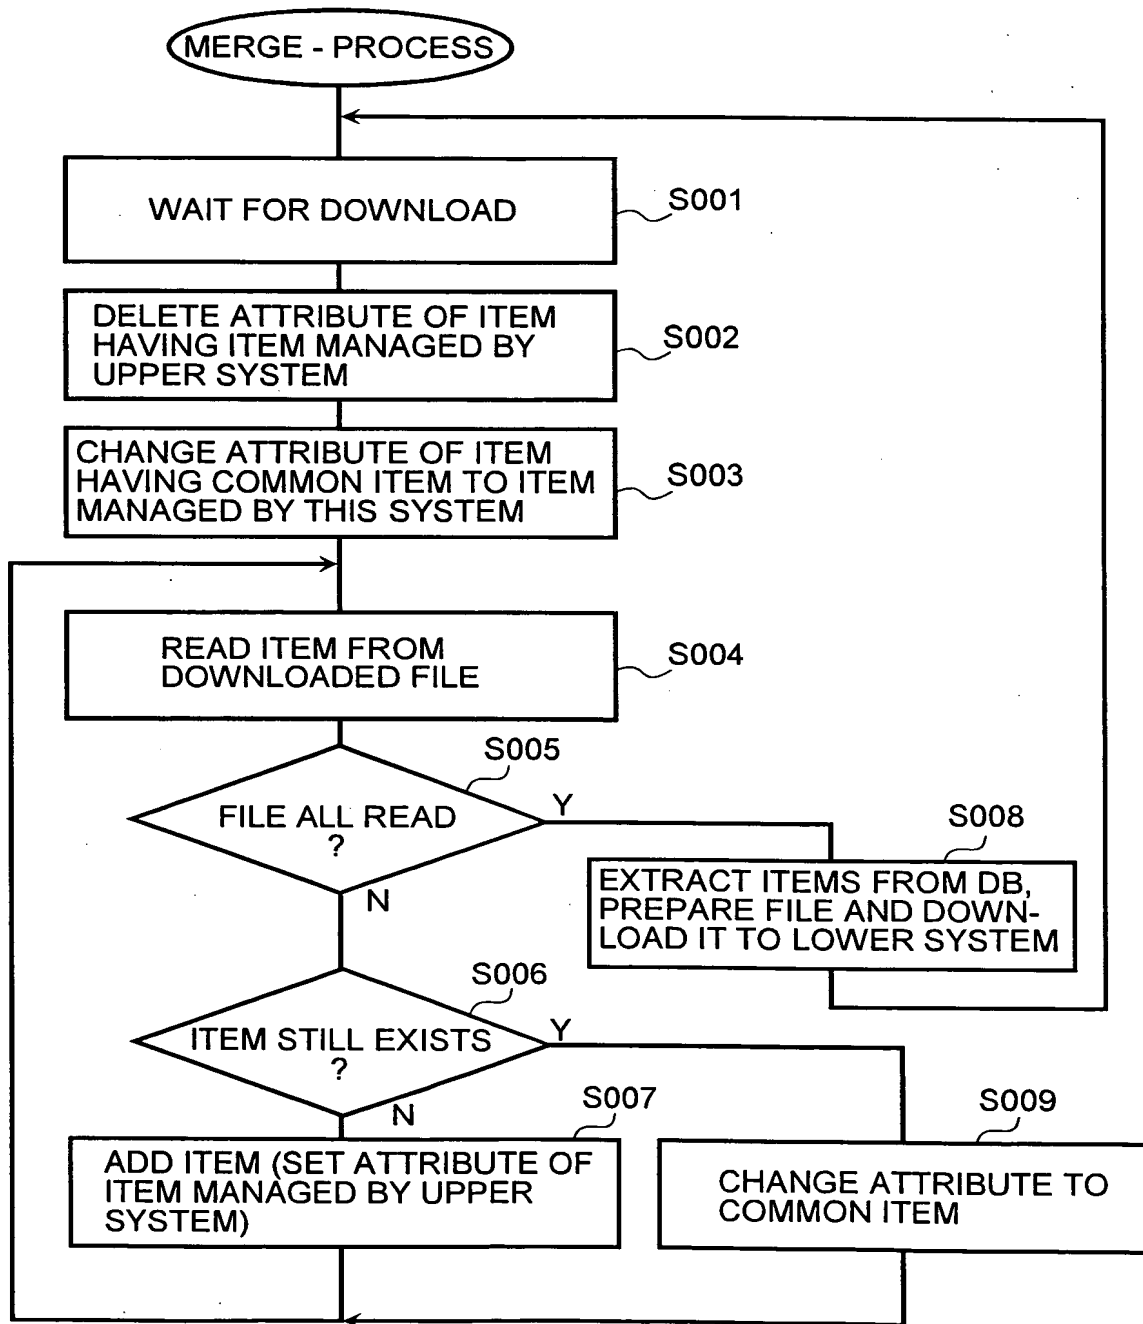 MERGE - PROCESS
WAIT FOR DOWNLOAD
S001
DELETE ATTRIBUTE OF ITEM
HAVING ITEM MANAGED BY
UPPER SYSTEM
S002
CHANGE ATTRIBUTE OF ITEM
HAVING COMMON ITEM TO ITEM
MANAGED BY THIS SYSTEM
S003
READ ITEM FROM
DOWNLOADED FILE
S004
S005
FILE ALL READ
?
Y
N
S008
EXTRACT ITEMS FROM DB,
PREPARE FILE AND DOWN-
LOAD IT TO LOWER SYSTEM
S006
ITEM STILL EXISTS
?
Y
N
S007
ADD ITEM (SET ATTRIBUTE OF
ITEM MANAGED BY UPPER
SYSTEM)
S009
CHANGE ATTRIBUTE TO
COMMON ITEM